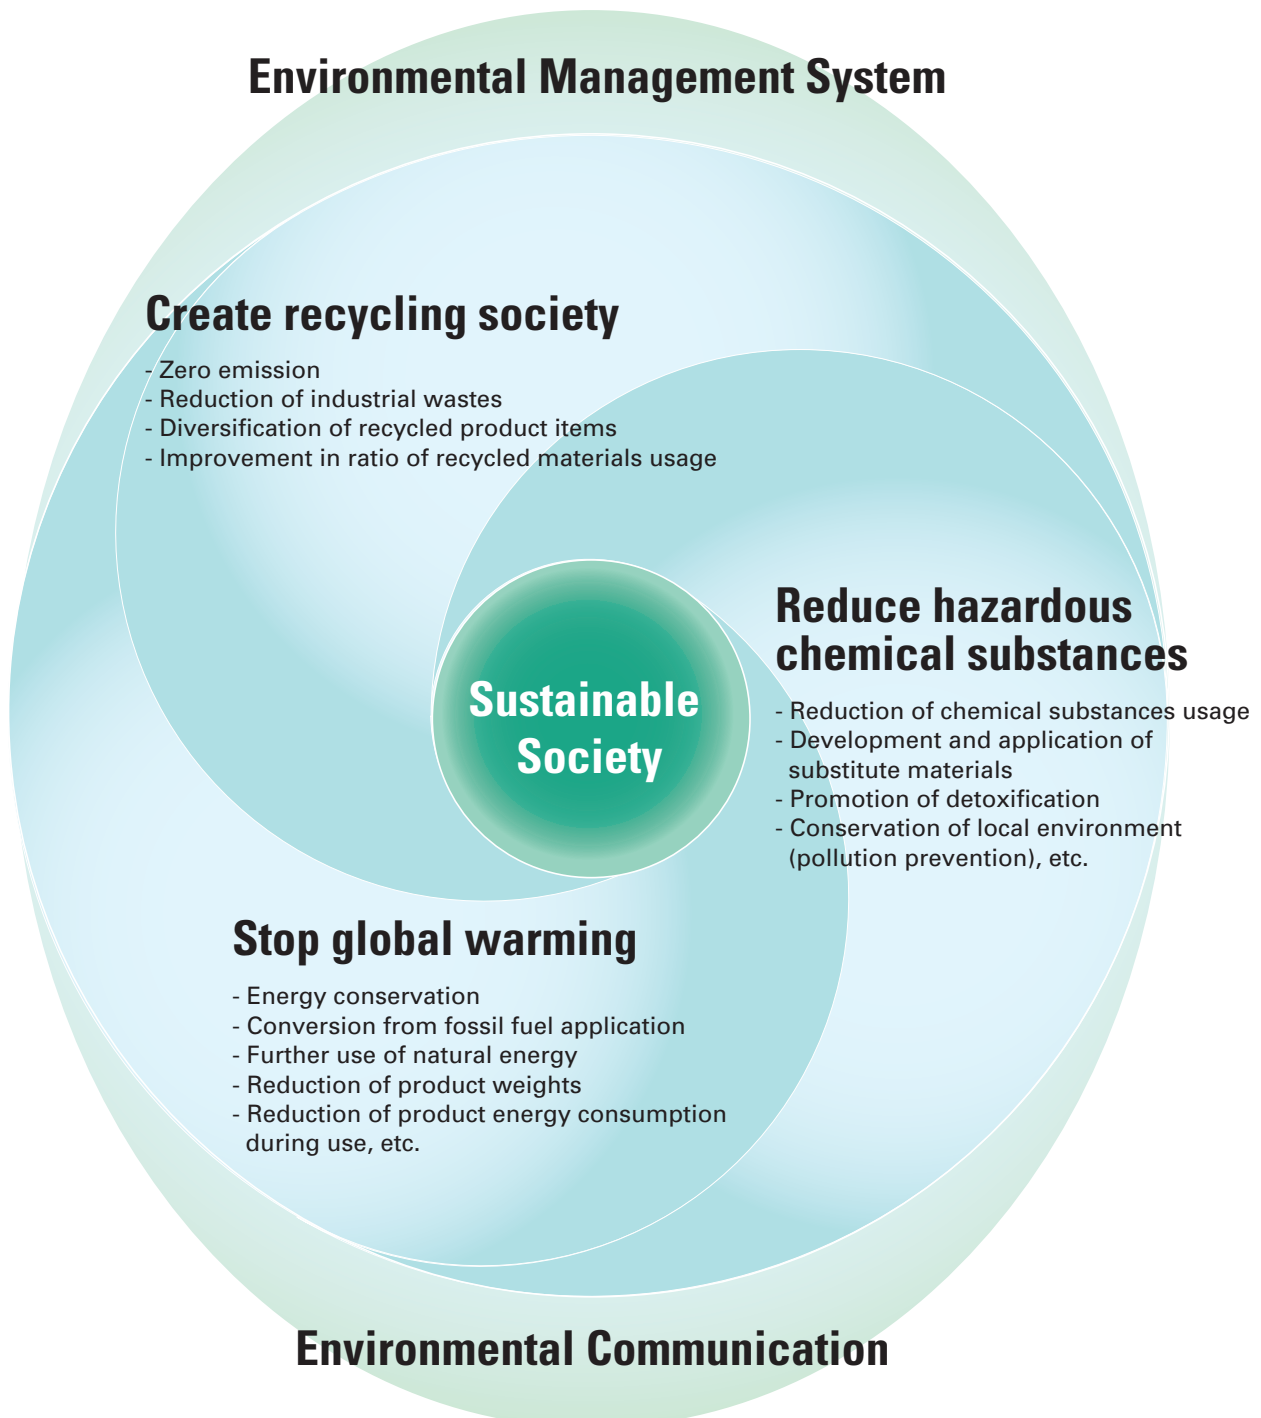 Environmental Management System
Create recycling society
- Zero emission
- Reduction of industrial wastes
- Diversification of recycled product items
- Improvement in ratio of recycled materials usage
Reduce hazardous
chemical substances
- Reduction of chemical substances usage
- Development and application of
substitute materials
- Promotion of detoxification
- Conservation of local environment
(pollution prevention), etc.
Sustainable
Society
Stop global warming
- Energy conservation
- Conversion from fossil fuel application
- Further use of natural energy
- Reduction of product weights
- Reduction of product energy consumption
during use, etc.
Environmental Communication